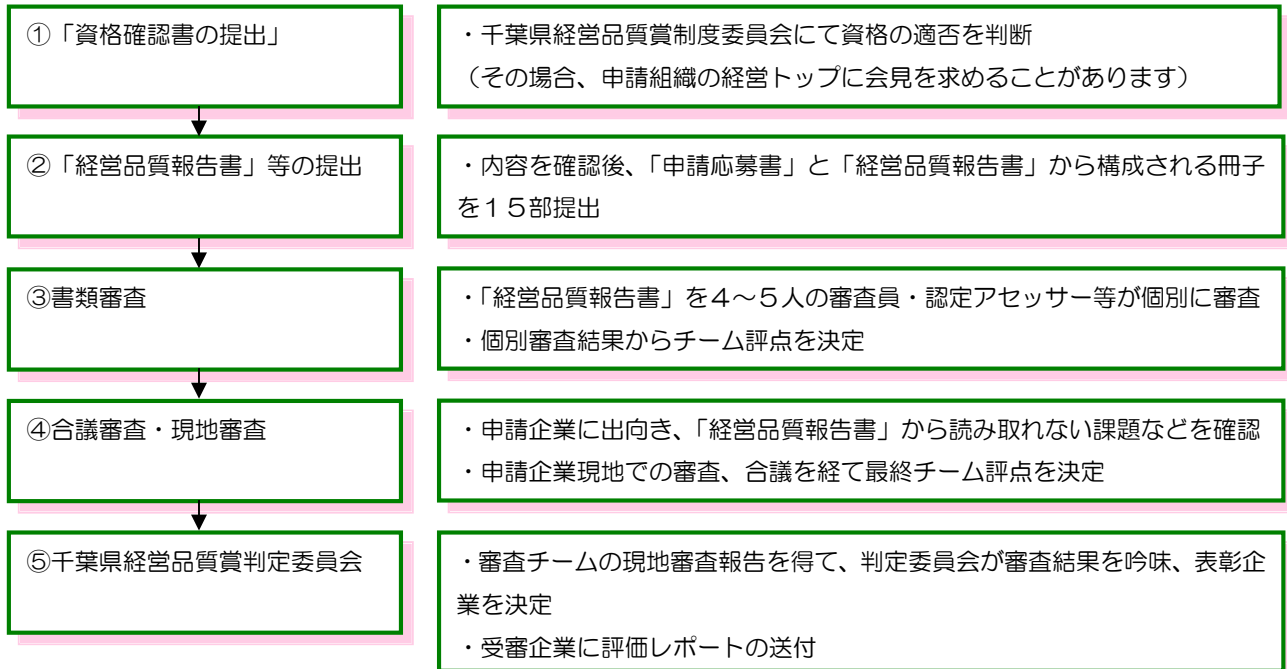 ①「資格確認書の提出」
・千葉県経営品質賞制度委員会にて資格の適否を判断
（その場合、申請組織の経営トップに会見を求めることがあります）
②「経営品質報告書」等の提出
・内容を確認後、「申請応募書」と「経営品質報告書」から構成される冊子
を１５部提出
③書類審査
・「経営品質報告書」を４～５人の審査員・認定アセッサー等が個別に審査
・個別審査結果からチーム評点を決定
④合議審査・現地審査
・申請企業に出向き、「経営品質報告書」から読み取れない課題などを確認
・申請企業現地での審査、合議を経て最終チーム評点を決定
⑤千葉県経営品質賞判定委員会
・審査チームの現地審査報告を得て、判定委員会が審査結果を吟味、表彰企
業を決定
・受審企業に評価レポートの送付